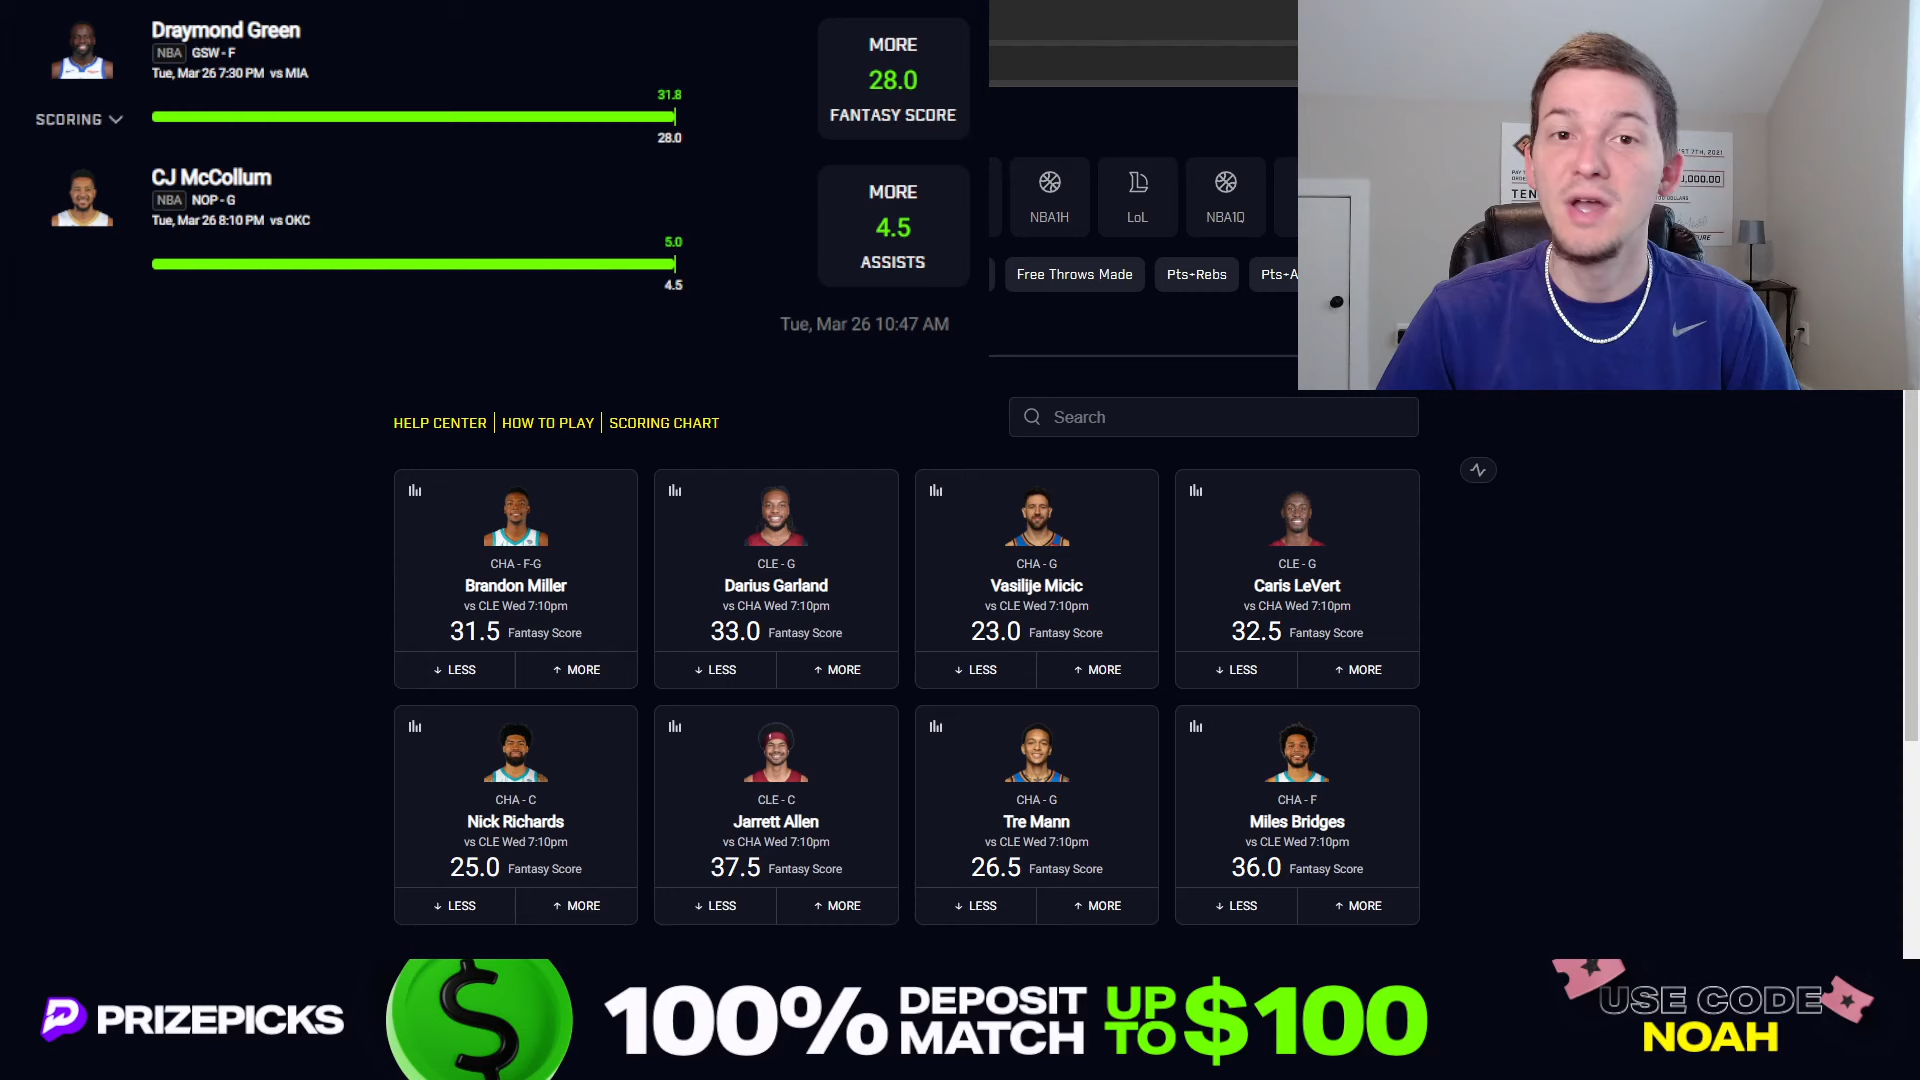 Draymond Green
NBA GSW - F
Tue, Mar 26 7:30 PM vs MIA
SCORING
31.8
28.0
MORE
28.0
FANTASY SCORE
CJ McCollum
NBA NOP - G
Tue, Mar 26 8:10 PM vs OKC
5.0
4.5
MORE
4.5
ASSISTS
Tue, Mar 26 10:47 AM
NBA1H LoL NBA1Q
Free Throws Made Pts+Rebs Pts+A
ST 7TH, 2021
,000.00
TEN
HELP CENTER HOW TO PLAY SCORING CHART
Search
CHA - F-G
Brandon Miller
vs CLE Wed 7:10pm
31.5 Fantasy Score
LESS MORE
CLE - G
Darius Garland
vs CHA Wed 7:10pm
33.0 Fantasy Score
LESS MORE
CHA - G
Vasilije Micic
vs CLE Wed 7:10pm
23.0 Fantasy Score
LESS MORE
CLE - G
Caris LeVert
vs CHA Wed 7:10pm
32.5 Fantasy Score
LESS MORE
CHA - C
Nick Richards
vs CLE Wed 7:10pm
25.0 Fantasy Score
LESS MORE
CLE - C
Jarrett Allen
vs CHA Wed 7:10pm
37.5 Fantasy Score
LESS MORE
CHA - G
Tre Mann
vs CLE Wed 7:10pm
26.5 Fantasy Score
LESS MORE
CHA - F
Miles Bridges
vs CLE Wed 7:10pm
36.0 Fantasy Score
LESS MORE
PRIZEPICKS
$
100% DEPOSIT MATCH UP TO $100
USE CODE
NOAH